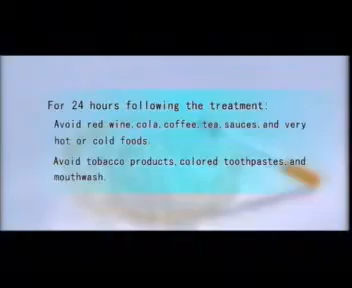 For 24 hours following the treatment:
Avoid red wine,cola,coffee,tea,sauces,and very
hot or cold foods.
Avoid tobacco products,colored toothpastes,and
mouthwash.